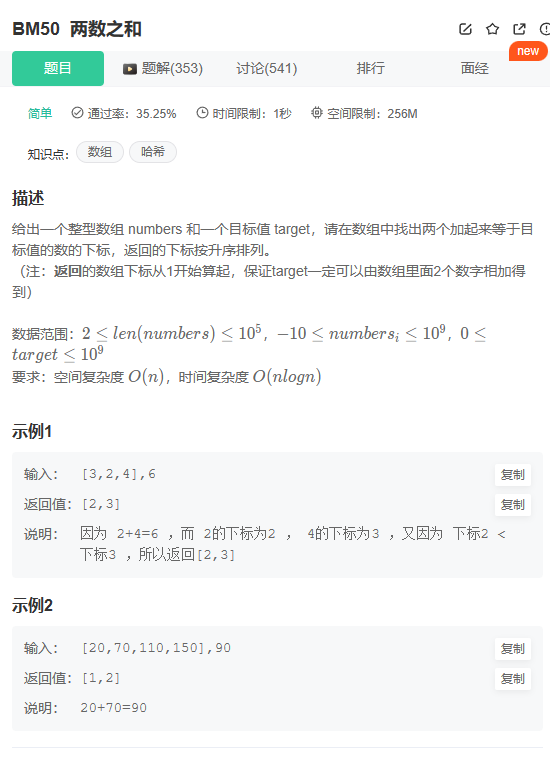 BM50 两数之和
new
题目 题解(353) 讨论(541) 排行 面经
简单 通过率：35.25% 时间限制：1秒 空间限制：256M
知识点： 数组 哈希
描述
给出一个整型数组 numbers 和一个目标值 target，请在数组中找出两个加起来等于目
标值的数的下标，返回的下标按升序排列。
（注：返回的数组下标从1开始算起，保证target一定可以由数组里面2个数字相加得
到）
数据范围：2 ≤ len(numbers) ≤ 10^5，−10 ≤ numbers_i ≤ 10^9，0 ≤
target ≤ 10^9
要求：空间复杂度 O(n)，时间复杂度 O(nlogn)
示例1
输入： [3,2,4],6 复制
返回值： [2,3] 复制
说明： 因为 2+4=6 ，而 2的下标为2 ， 4的下标为3 ，又因为 下标2 <
下标3 ，所以返回[2,3]
示例2
输入： [20,70,110,150],90 复制
返回值： [1,2] 复制
说明： 20+70=90